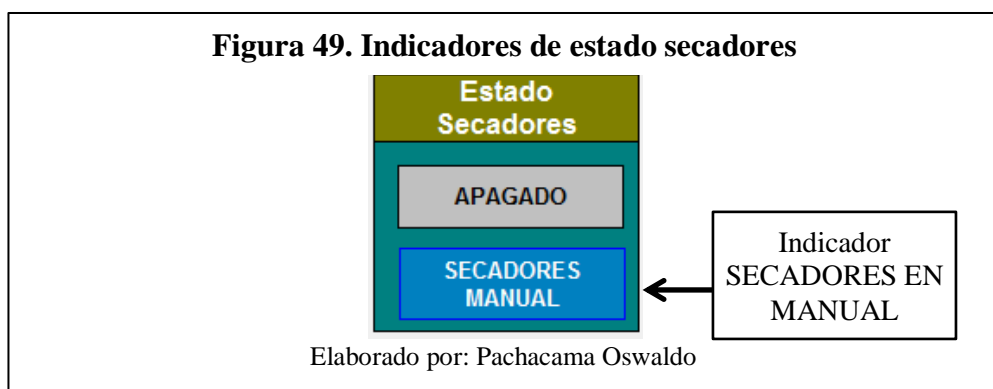 Figura 49. Indicadores de estado secadores
Estado
Secadores
APAGADO
SECADORES
MANUAL
Indicador
SECADORES EN
MANUAL
Elaborado por: Pachacama Oswaldo